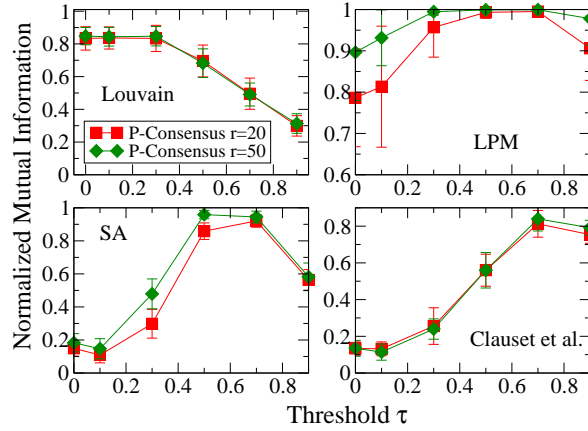 Normalized Mutual Information
1
0.8
0.6
0.4
0.2
0
0 0.2 0.4 0.6 0.8
Louvain
P-Consensus r=20
P-Consensus r=50
1
0.9
0.8
0.7
0.6
0 0.2 0.4 0.6 0.8
LPM
1
0.8
0.6
0.4
0.2
0
0 0.2 0.4 0.6 0.8
SA
0.8
0.6
0.4
0.2
0
0 0.2 0.4 0.6 0.8
Clauset et al.
Threshold τ